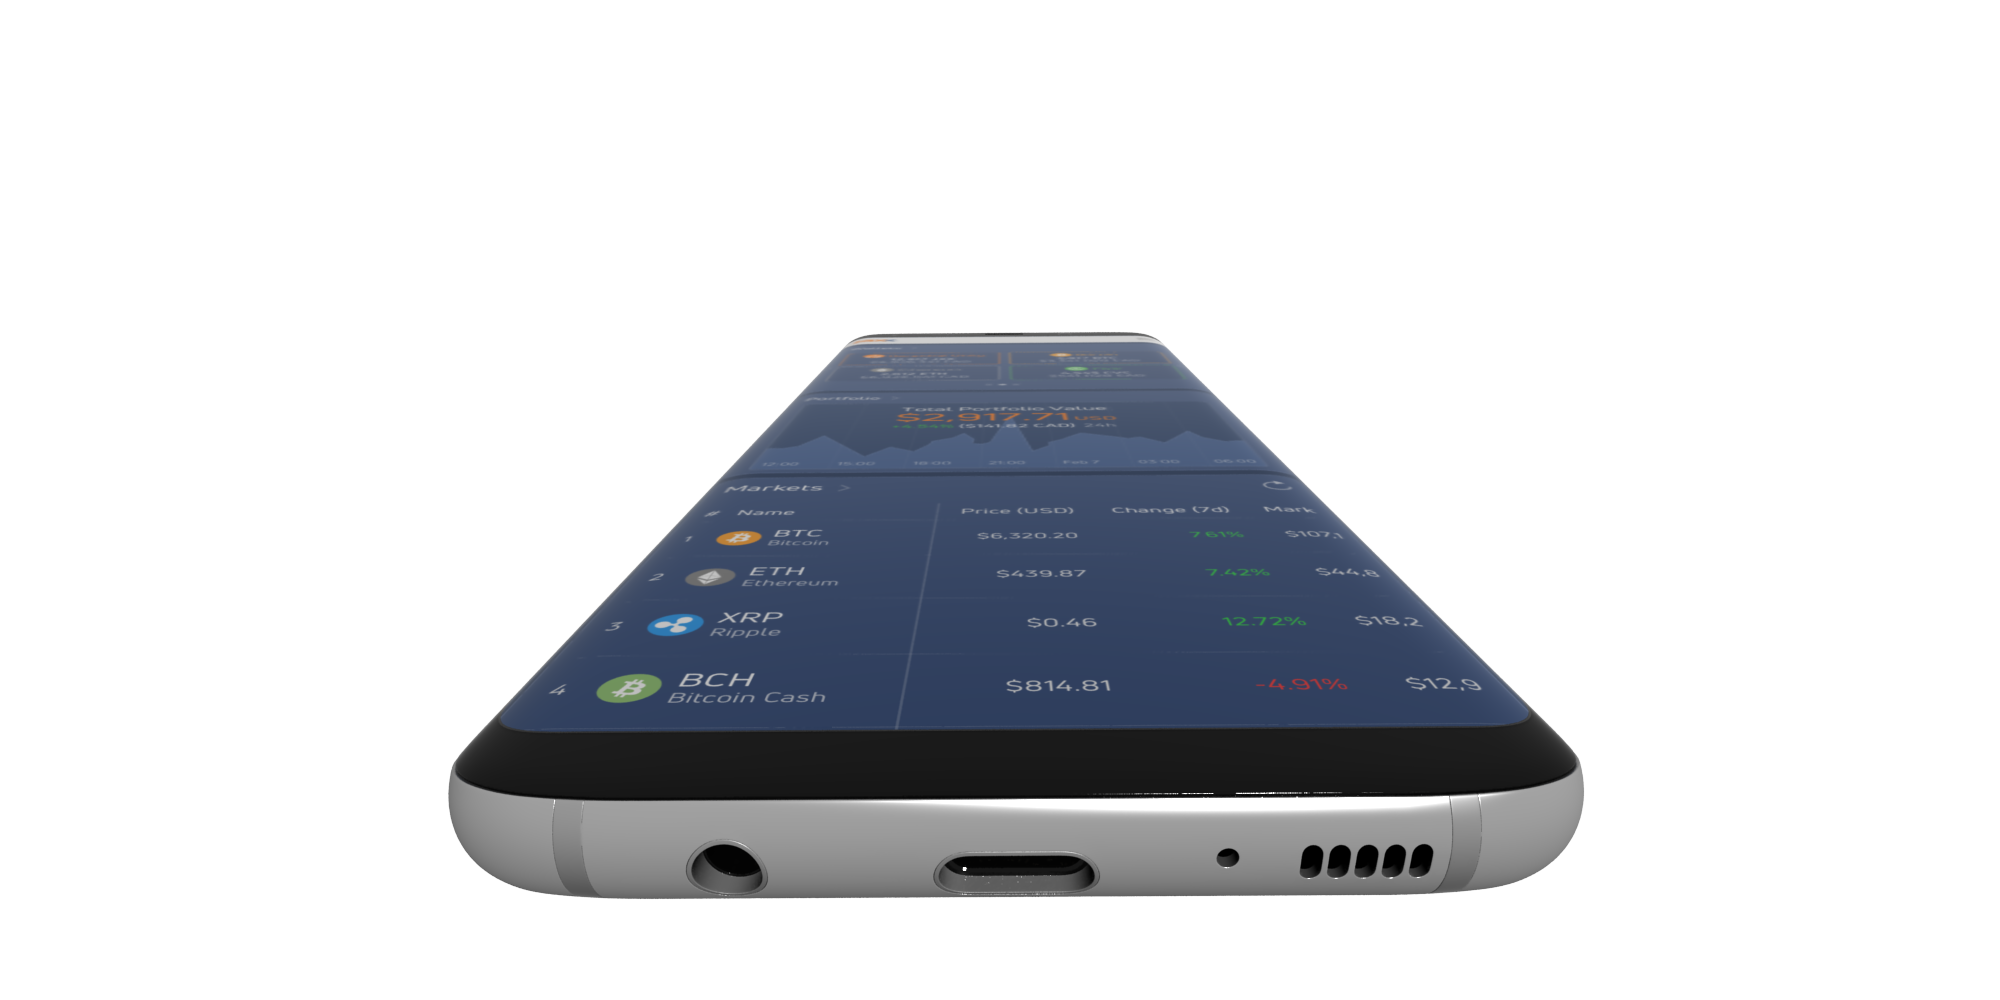 Portfolio >
Total Portfolio Value
$2,917.71 USD
($141.82 CAD) 24h
12:00 15:00 18:00 21:00 Feb 7 03:00 06:00
Markets >
# Name Price (USD) Change (7d) Mark
1 BTC $6,320.20 7.61% $107,1
Bitcoin
2 ETH $439.87 7.42% $44,8
Ethereum
3 XRP $0.46 12.72% $18,2
Ripple
4 BCH $814.81 -4.91% $12,9
Bitcoin Cash